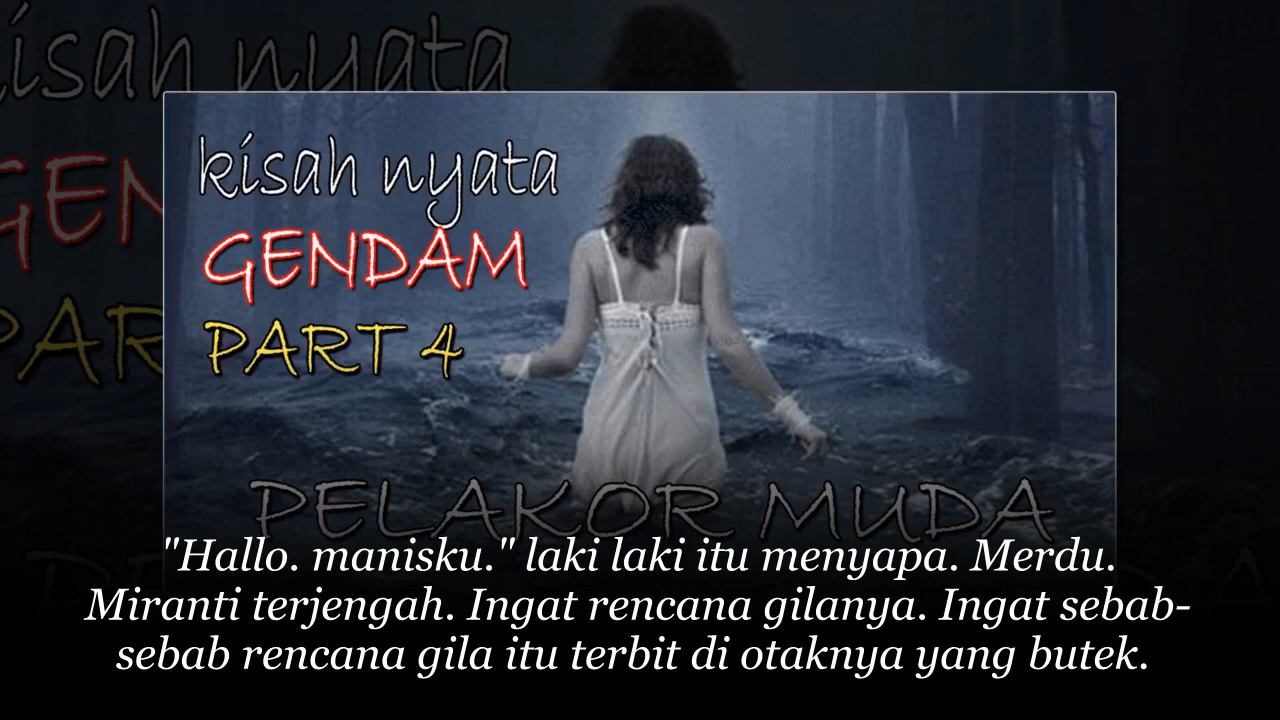 kisah nyata
GENDAM
PART 4
PELAKOR MUDA
"Hallo. manisku." laki laki itu menyapa. Merdu.
Miranti terjengah. Ingat rencana gilanya. Ingat sebab-
sebab rencana gila itu terbit di otaknya yang butek.